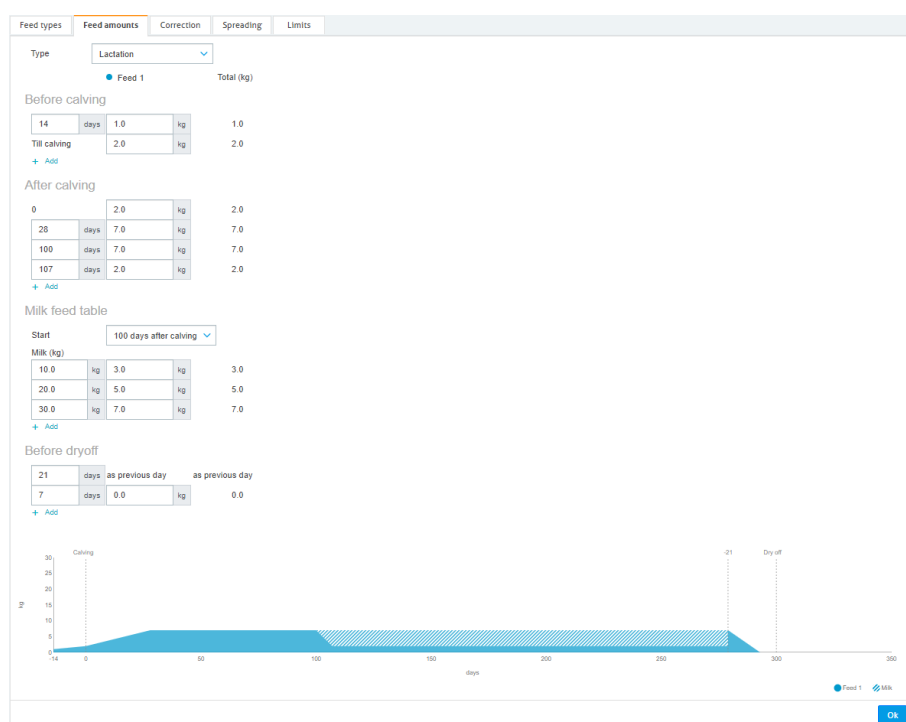 Feed types Feed amounts Correction Spreading Limits
Type Lactation
Feed 1 Total (kg)
Before calving
14 days 1.0 kg 1.0
Till calving 2.0 kg 2.0
+ Add
After calving
0 2.0 kg 2.0
28 days 7.0 kg 7.0
100 days 7.0 kg 7.0
107 days 2.0 kg 2.0
+ Add
Milk feed table
Start 100 days after calving
Milk (kg)
10.0 kg 3.0 kg 3.0
20.0 kg 5.0 kg 5.0
30.0 kg 7.0 kg 7.0
+ Add
Before dryoff
21 days as previous day as previous day
7 days 0.0 kg 0.0
+ Add
Calving -21 Dry off
30
25
20
15
kg
10
5
0
-14 0 50 100 150 200 250 300 350
days
Feed 1 Milk
Ok